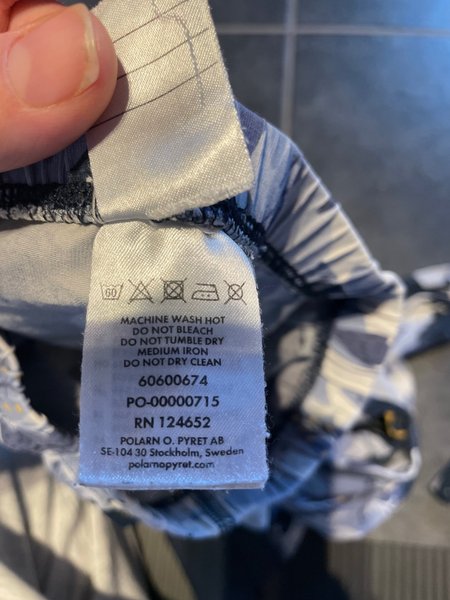 60
MACHINE WASH HOT
DO NOT BLEACH
DO NOT TUMBLE DRY
MEDIUM IRON
DO NOT DRY CLEAN
60600674
PO-00000715
RN 124652
POLARN O. PYRET AB
SE-104 30 Stockholm, Sweden
polarnopyret.com